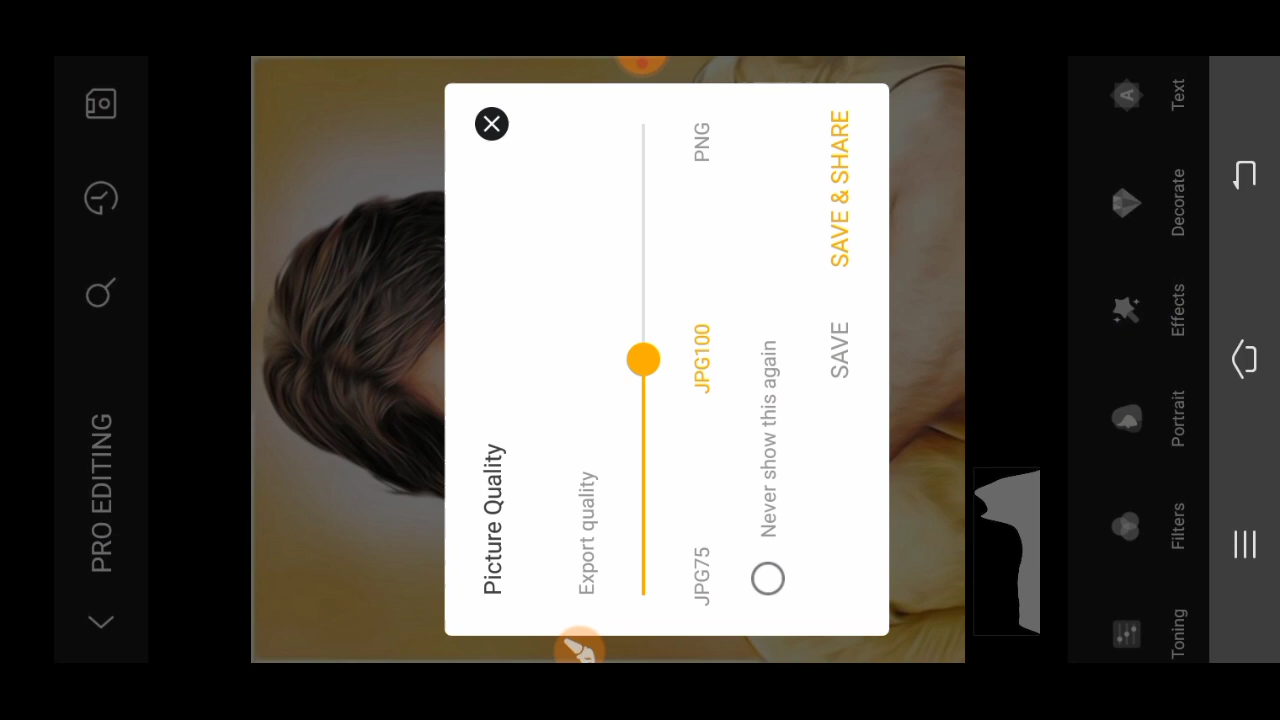 PRO EDITING
Picture Quality
Export quality
JPG75 JPG100 PNG
Never show this again
SAVE SAVE & SHARE
Toning Filters Portrait Effects Decorate Text
A